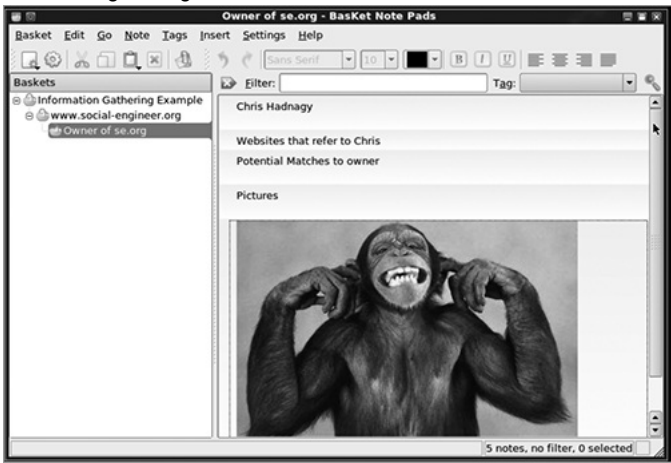 Owner of se.org - BasKet Note Pads
Basket Edit Go Note Tags Insert Settings Help
Sans Serif 10 B I U
Baskets
Filter: Tag:
Information Gathering Example
www.social-engineer.org
Owner of se.org
Chris Hadnagy
Websites that refer to Chris
Potential Matches to owner
Pictures
5 notes, no filter, 0 selected